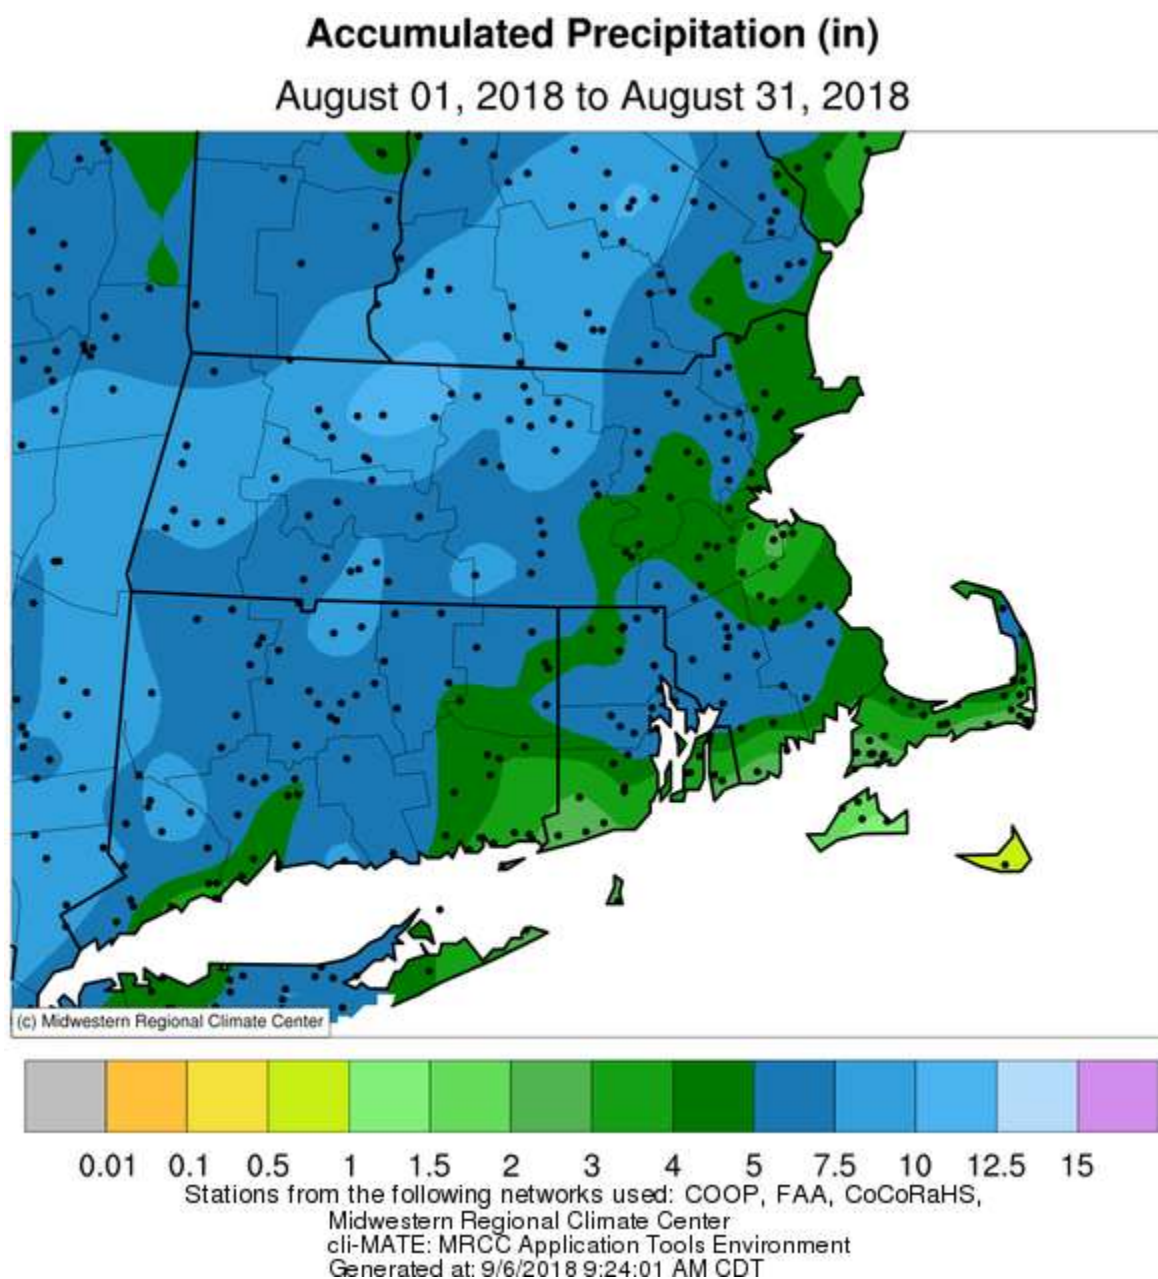 Accumulated Precipitation (in)
August 01, 2018 to August 31, 2018
(c) Midwestern Regional Climate Center
0.01 0.1 0.5 1 1.5 2 3 4 5 7.5 10 12.5 15
Stations from the following networks used: COOP, FAA, CoCoRaHS,
Midwestern Regional Climate Center
cli-MATE: MRCC Application Tools Environment
Generated at: 9/6/2018 9:24:01 AM CDT